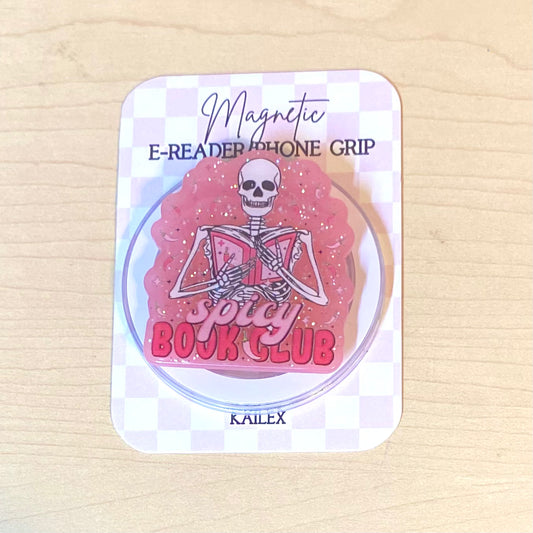 Magnetic
E-READER/PHONE GRIP
spicy
BOOK CLUB
KAILEX